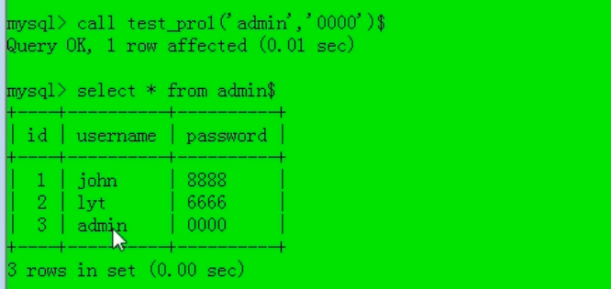 mysql> call test_pro1('admin','0000')$
Query OK, 1 row affected (0.01 sec)
mysql> select * from admin$
+----+----------+----------+
| id | username | password |
+----+----------+----------+
| 1 | john | 8888 |
| 2 | lyt | 6666 |
| 3 | admin | 0000 |
+----+----------+----------+
3 rows in set (0.00 sec)